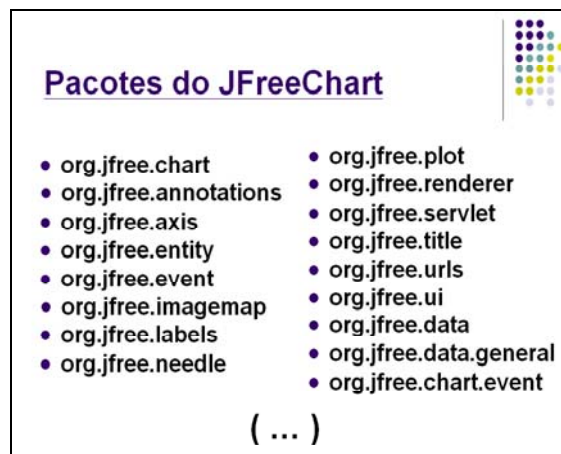 Pacotes do JFreeChart
• org.jfree.chart
• org.jfree.annotations
• org.jfree.axis
• org.jfree.entity
• org.jfree.event
• org.jfree.imagemap
• org.jfree.labels
• org.jfree.needle
• org.jfree.plot
• org.jfree.renderer
• org.jfree.servlet
• org.jfree.title
• org.jfree.urls
• org.jfree.ui
• org.jfree.data
• org.jfree.data.general
• org.jfree.chart.event
( ... )